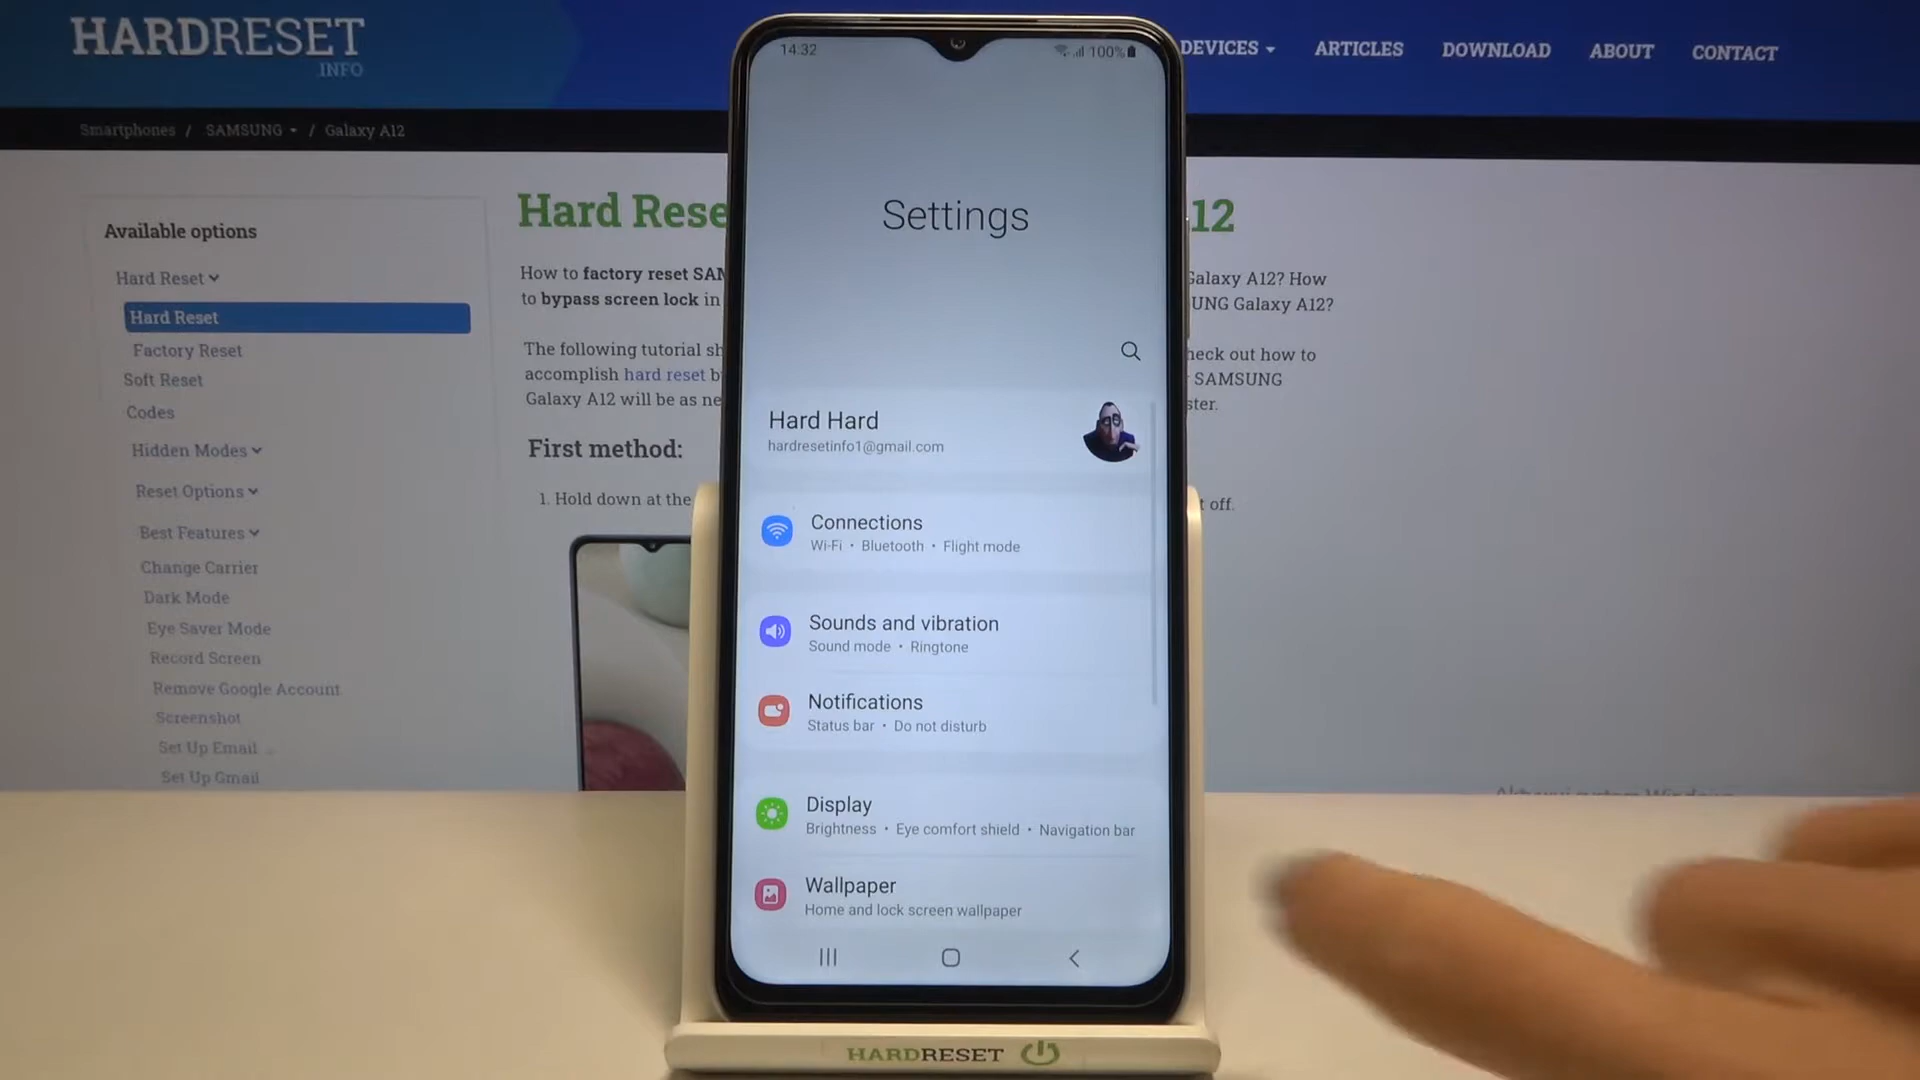 HARDRESET
.INFO
DEVICES
ARTICLES
DOWNLOAD
ABOUT
CONTACT
Smartphones / SAMSUNG / Galaxy A12
Available options
Hard Reset
Hard Reset
Factory Reset
Soft Reset
Codes
Hidden Modes
Reset Options
Best Features
Change Carrier
Dark Mode
Eye Saver Mode
Record Screen
Remove Google Account
Screenshot
Set Up Email
Set Up Gmail
Hard Rese
12
How to factory reset SA
Galaxy A12? How
to bypass screen lock in
UNG Galaxy A12?
The following tutorial sh
heck out how to
accomplish hard reset b
SAMSUNG
Galaxy A12 will be as ne
ster.
First method:
1. Hold down at the
t off.
14:32
100%
Settings
Hard Hard
hardresetinfo1@gmail.com
Connections
Wi-Fi • Bluetooth • Flight mode
Sounds and vibration
Sound mode • Ringtone
Notifications
Status bar • Do not disturb
Display
Brightness • Eye comfort shield • Navigation bar
Wallpaper
Home and lock screen wallpaper
HARDRESET